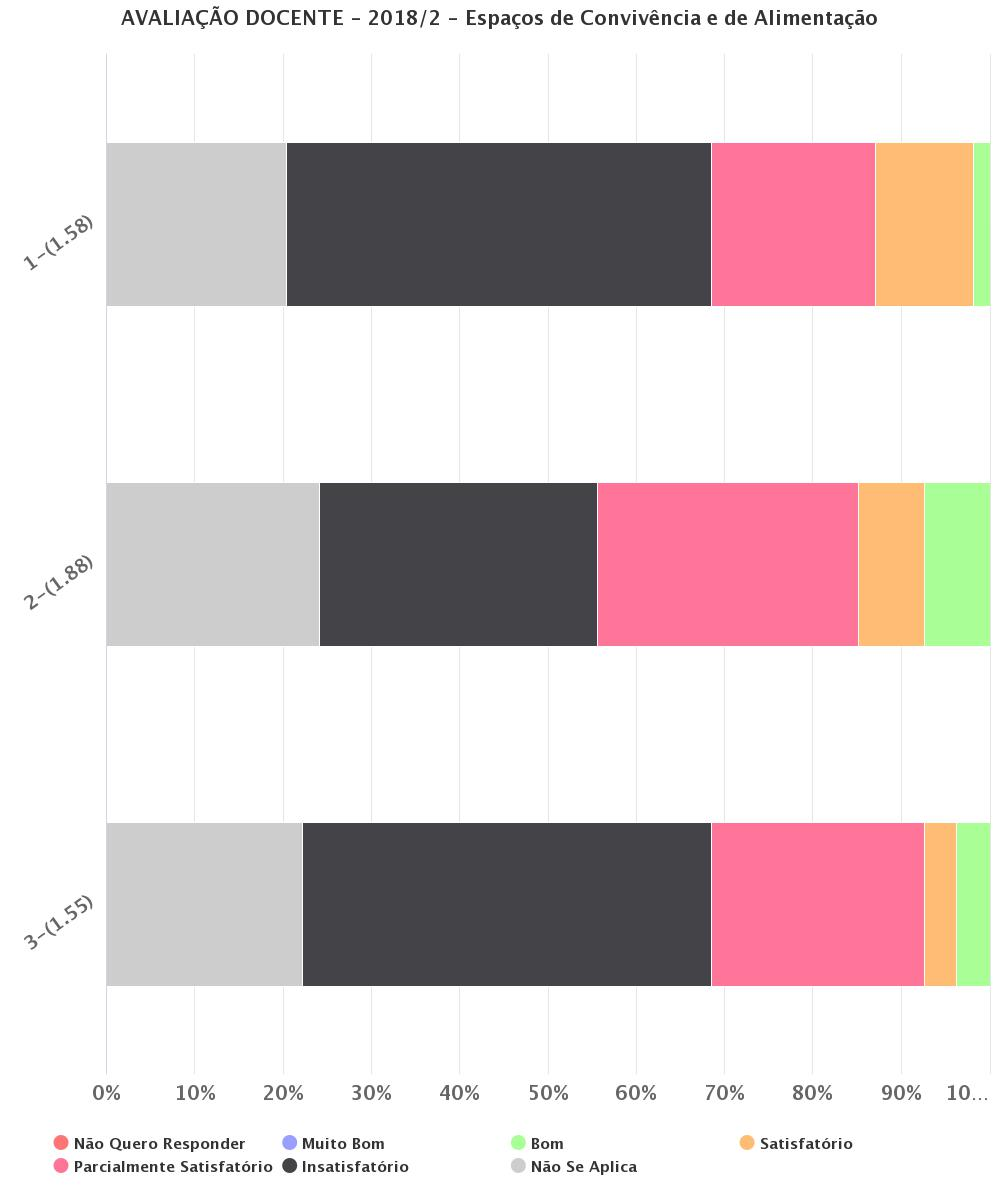 AVALIAÇÃO DOCENTE - 2018/2 - Espaços de Convivência e de Alimentação
1-(1.58)
2-(1.88)
3-(1.55)
0% 10% 20% 30% 40% 50% 60% 70% 80% 90% 10...
Não Quero Responder Muito Bom Bom Satisfatório
Parcialmente Satisfatório Insatisfatório Não Se Aplica